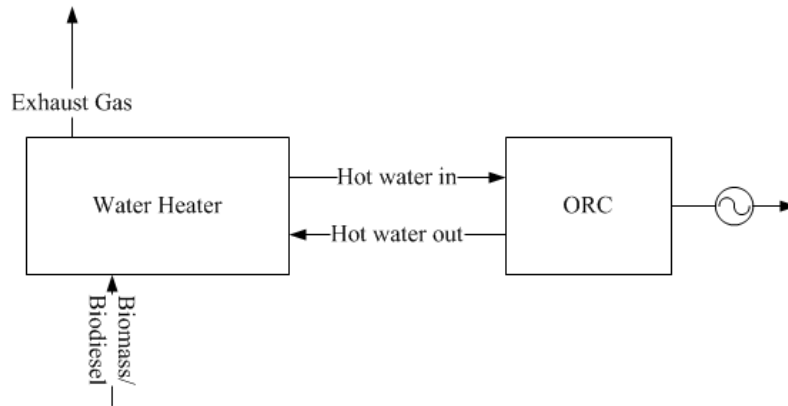 Exhaust Gas
Water Heater
Hot water in
Hot water out
ORC
Biomass/
Biodiesel